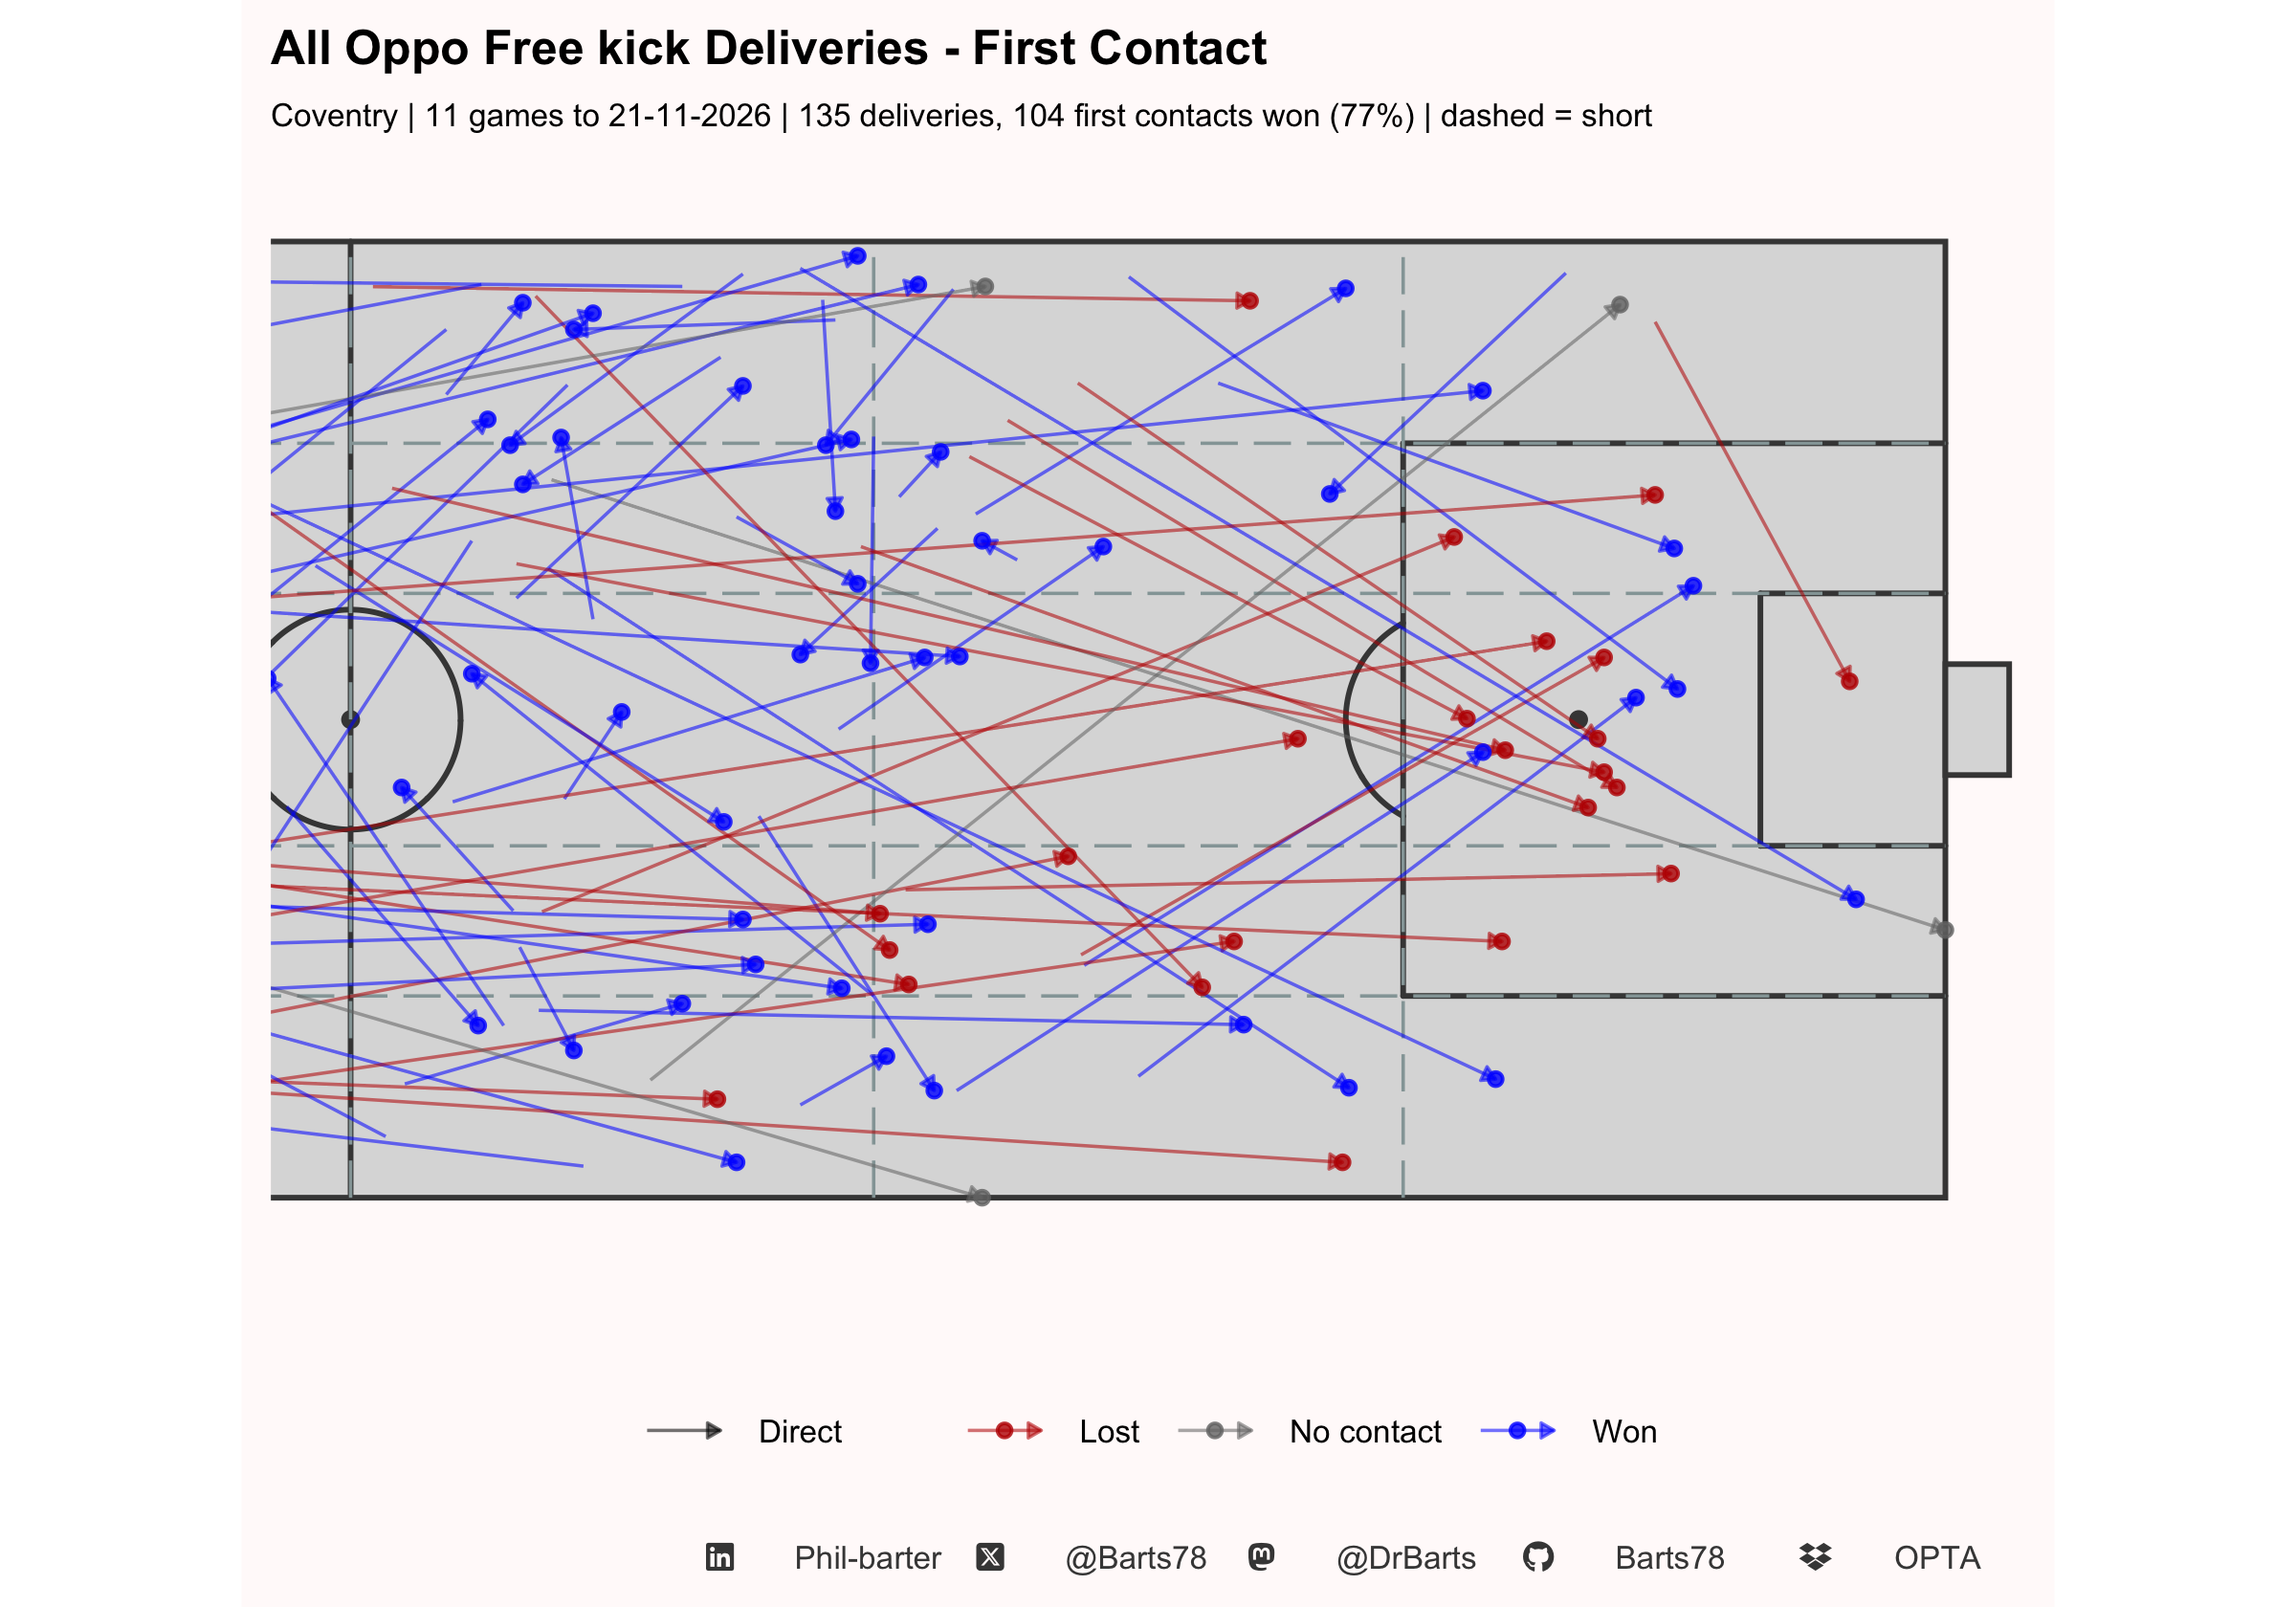 All Oppo Free kick Deliveries - First Contact
Coventry | 11 games to 21-11-2026 | 135 deliveries, 104 first contacts won (77%) | dashed = short
Direct Lost No contact Won
Phil-barter @Barts78 @DrBarts Barts78 OPTA